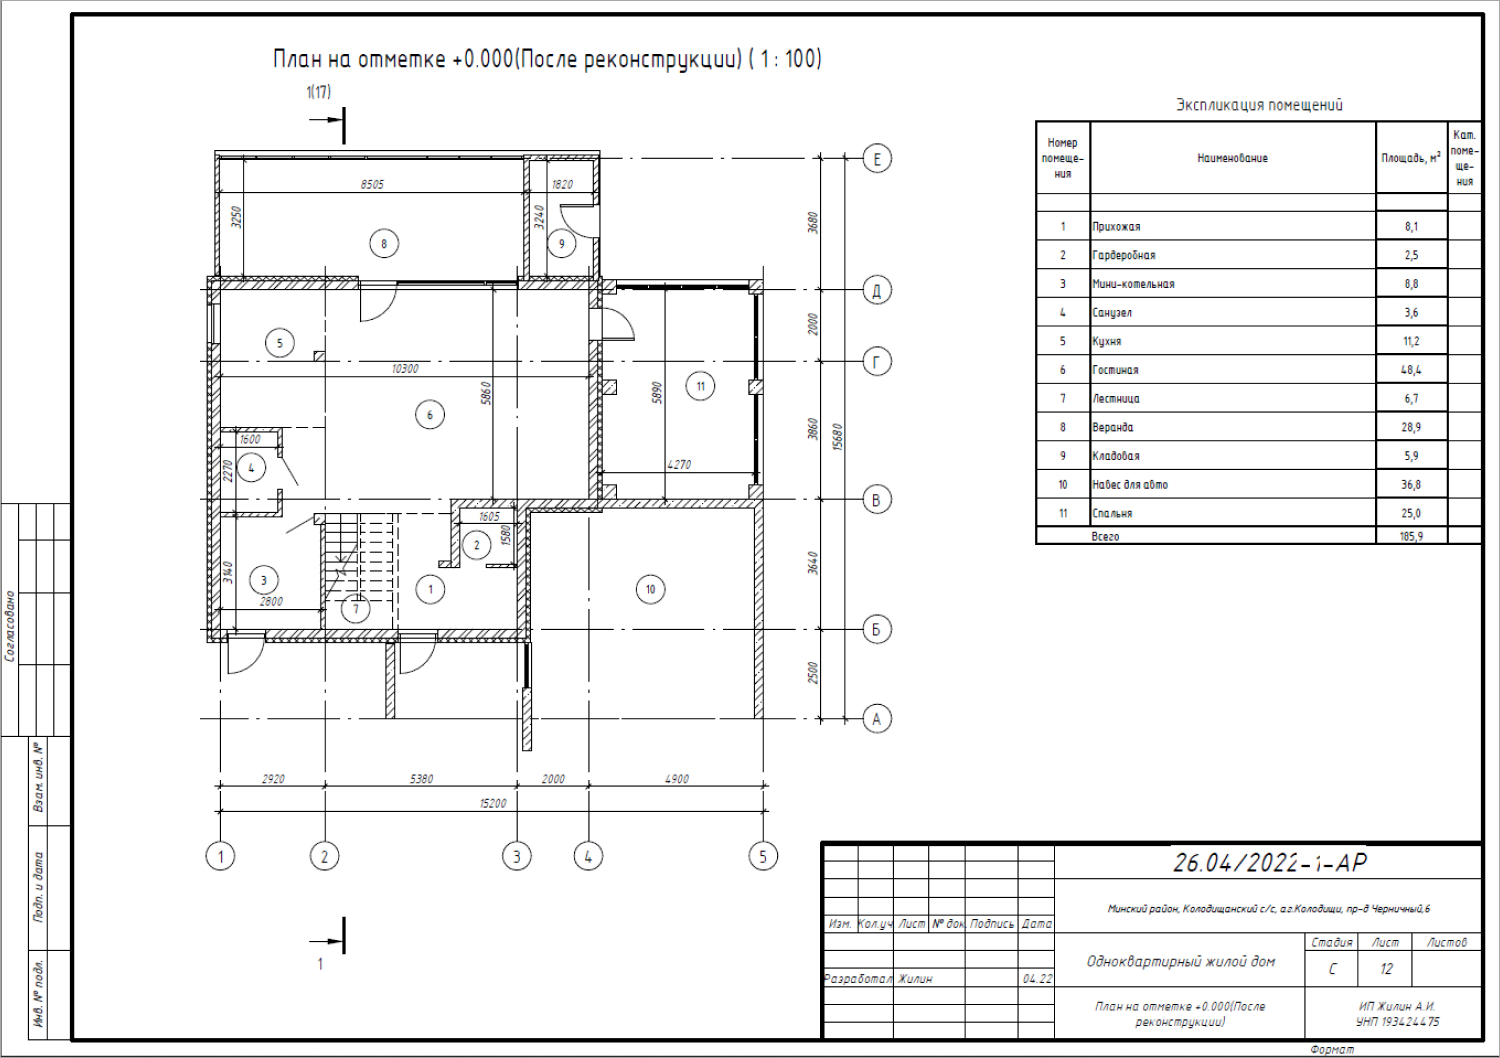 План на отметке +0.000(После реконструкции) ( 1 : 100)
1(17)
Экспликация помещений
Номер помеще-ния
Наименование
Площадь, м²
Кат. поме-ще-ния
1 Прихожая 8,1
2 Гардеробная 2,5
3 Мини-котельная 8,8
4 Санузел 3,6
5 Кухня 11,2
6 Гостиная 48,4
7 Лестница 6,7
8 Веранда 28,9
9 Кладовая 5,9
10 Навес для авто 36,8
11 Спальня 25,0
Всего 185,9
8505
1820
3250
3240
8
9
Е
3680
Д
5
2000
Г
10300
5860
5890
11
6
3860
15680
1600
4
2270
4270
В
1605
1580
2
3140
3
2800
7
1
10
3640
Б
2500
А
2920
5380
2000
4900
15200
1
2
3
4
5
1
Согласовано
Взам. инв. №
Подп. и дата
Инв. № подл.
26.04/2022-1-АР
Минский район, Колодищанский с/с, а.г.Колодищи, пр-д Черничный,6
Изм. Кол.уч Лист № док. Подпись Дата
Одноквартирный жилой дом
Стадия Лист Листов
С 12
Разработал Жилин 04.22
План на отметке +0.000(После
реконструкции)
ИП Жилин А.И.
УНП 193424475
Формат